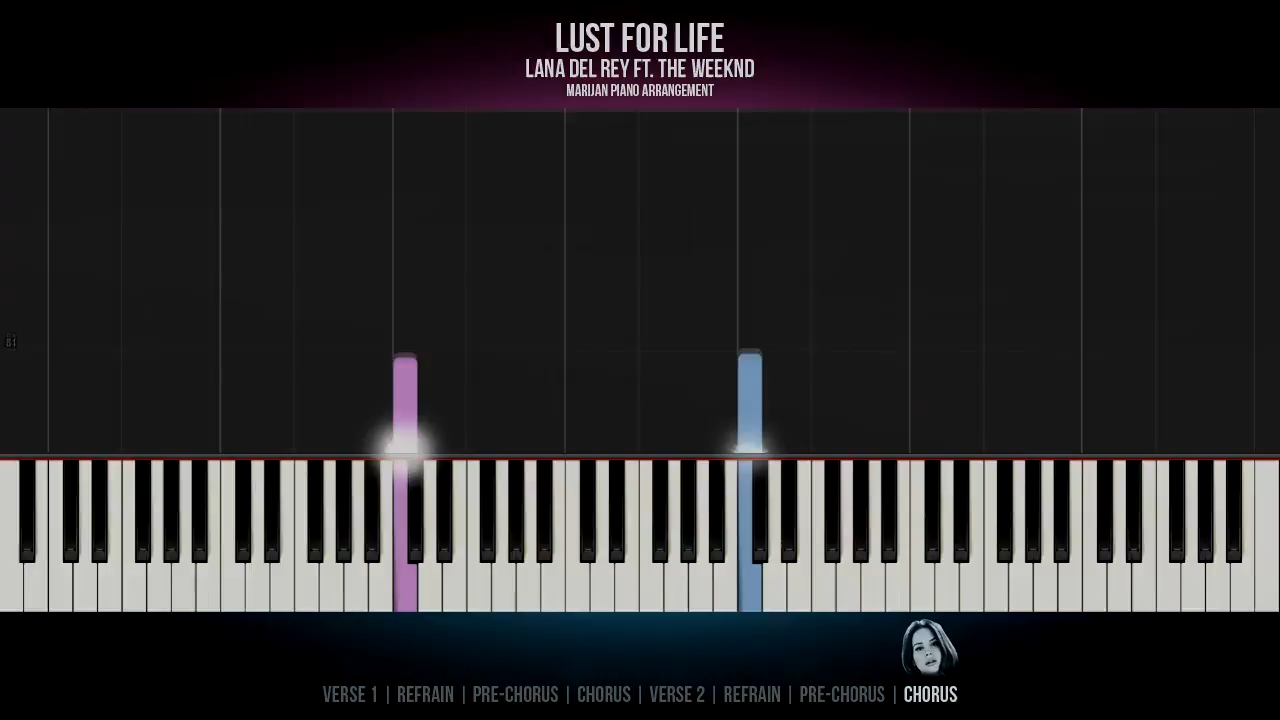 LUST FOR LIFE
LANA DEL REY FT. THE WEEKND
MARIJAN PIANO ARRANGEMENT
81
VERSE 1 | REFRAIN | PRE-CHORUS | CHORUS | VERSE 2 | REFRAIN | PRE-CHORUS | CHORUS